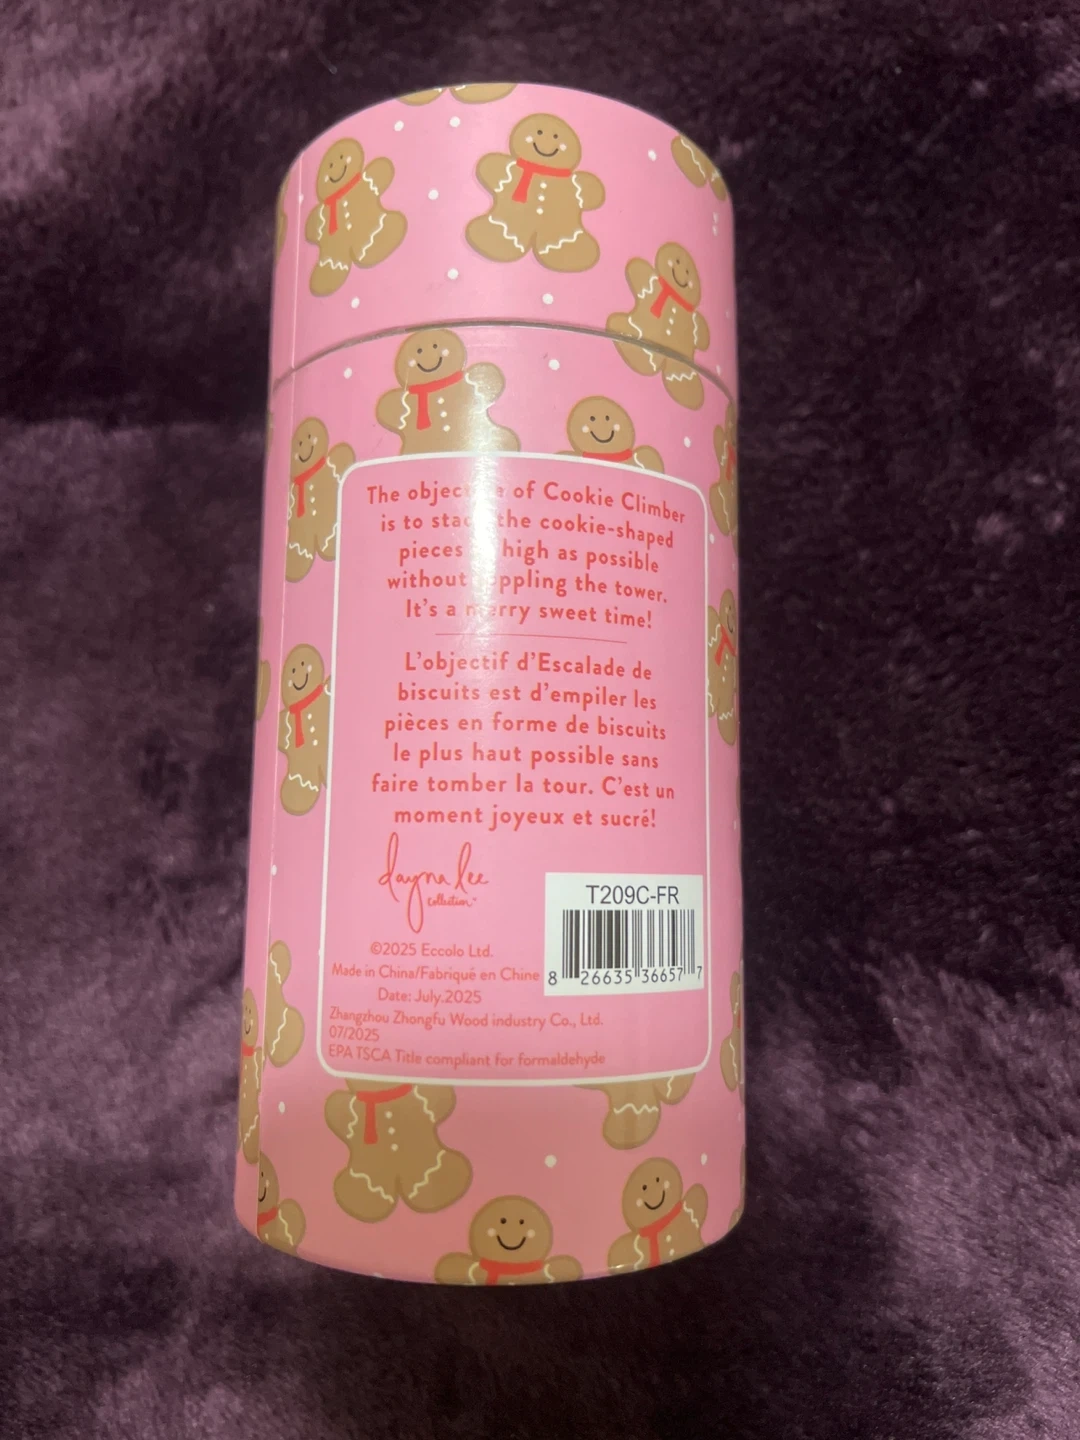 The of Cookie Climber
is to the cookie-shaped
pieces high as possible
without the tower.
It's a merry sweet time!
L'objectif d'Escalade de
biscuits est d'empiler les
pièces en forme de biscuits
le plus haut possible sans
faire tomber la tour. C'est un
moment joyeux et sucré!
dayna lee
collection™
T209C-FR
8 26635 36657 7
©2025 Eccolo Ltd.
Made in China/Fabriqué en Chine
Date: July.2025
Zhangzhou Zhongfu Wood industry Co., Ltd.
07/2025
EPA TSCA Title compliant for formaldehyde